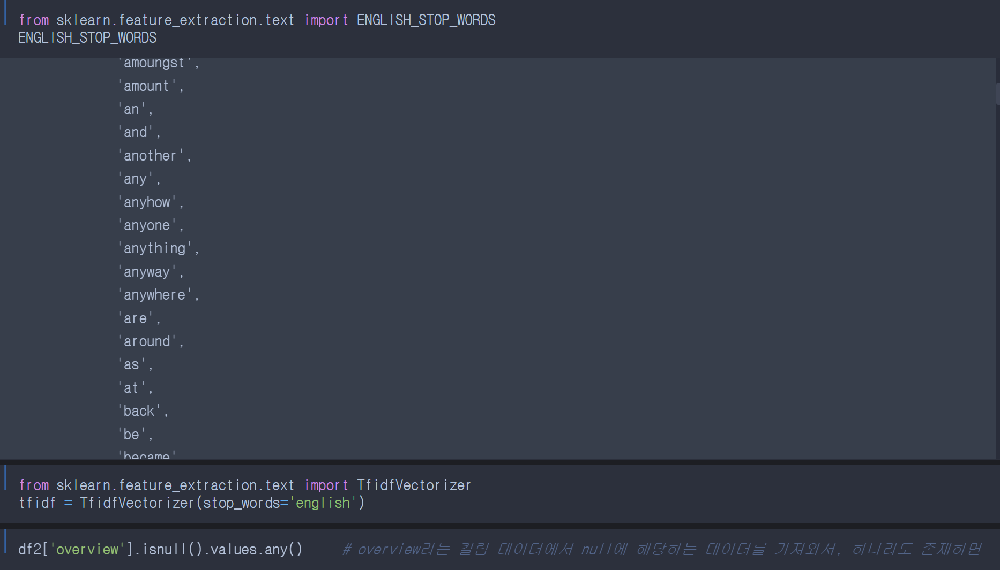 from sklearn.feature_extraction.text import ENGLISH_STOP_WORDS
ENGLISH_STOP_WORDS
'amoungst',
'amount',
'an',
'and',
'another',
'any',
'anyhow',
'anyone',
'anything',
'anyway',
'anywhere',
'are',
'around',
'as',
'at',
'back',
'be',
'became'
from sklearn.feature_extraction.text import TfidfVectorizer
tfidf = TfidfVectorizer(stop_words='english')
df2['overview'].isnull().values.any()     # overview라는 컬럼 데이터에서 null에 해당하는 데이터를 가져와서, 하나라도 존재하면